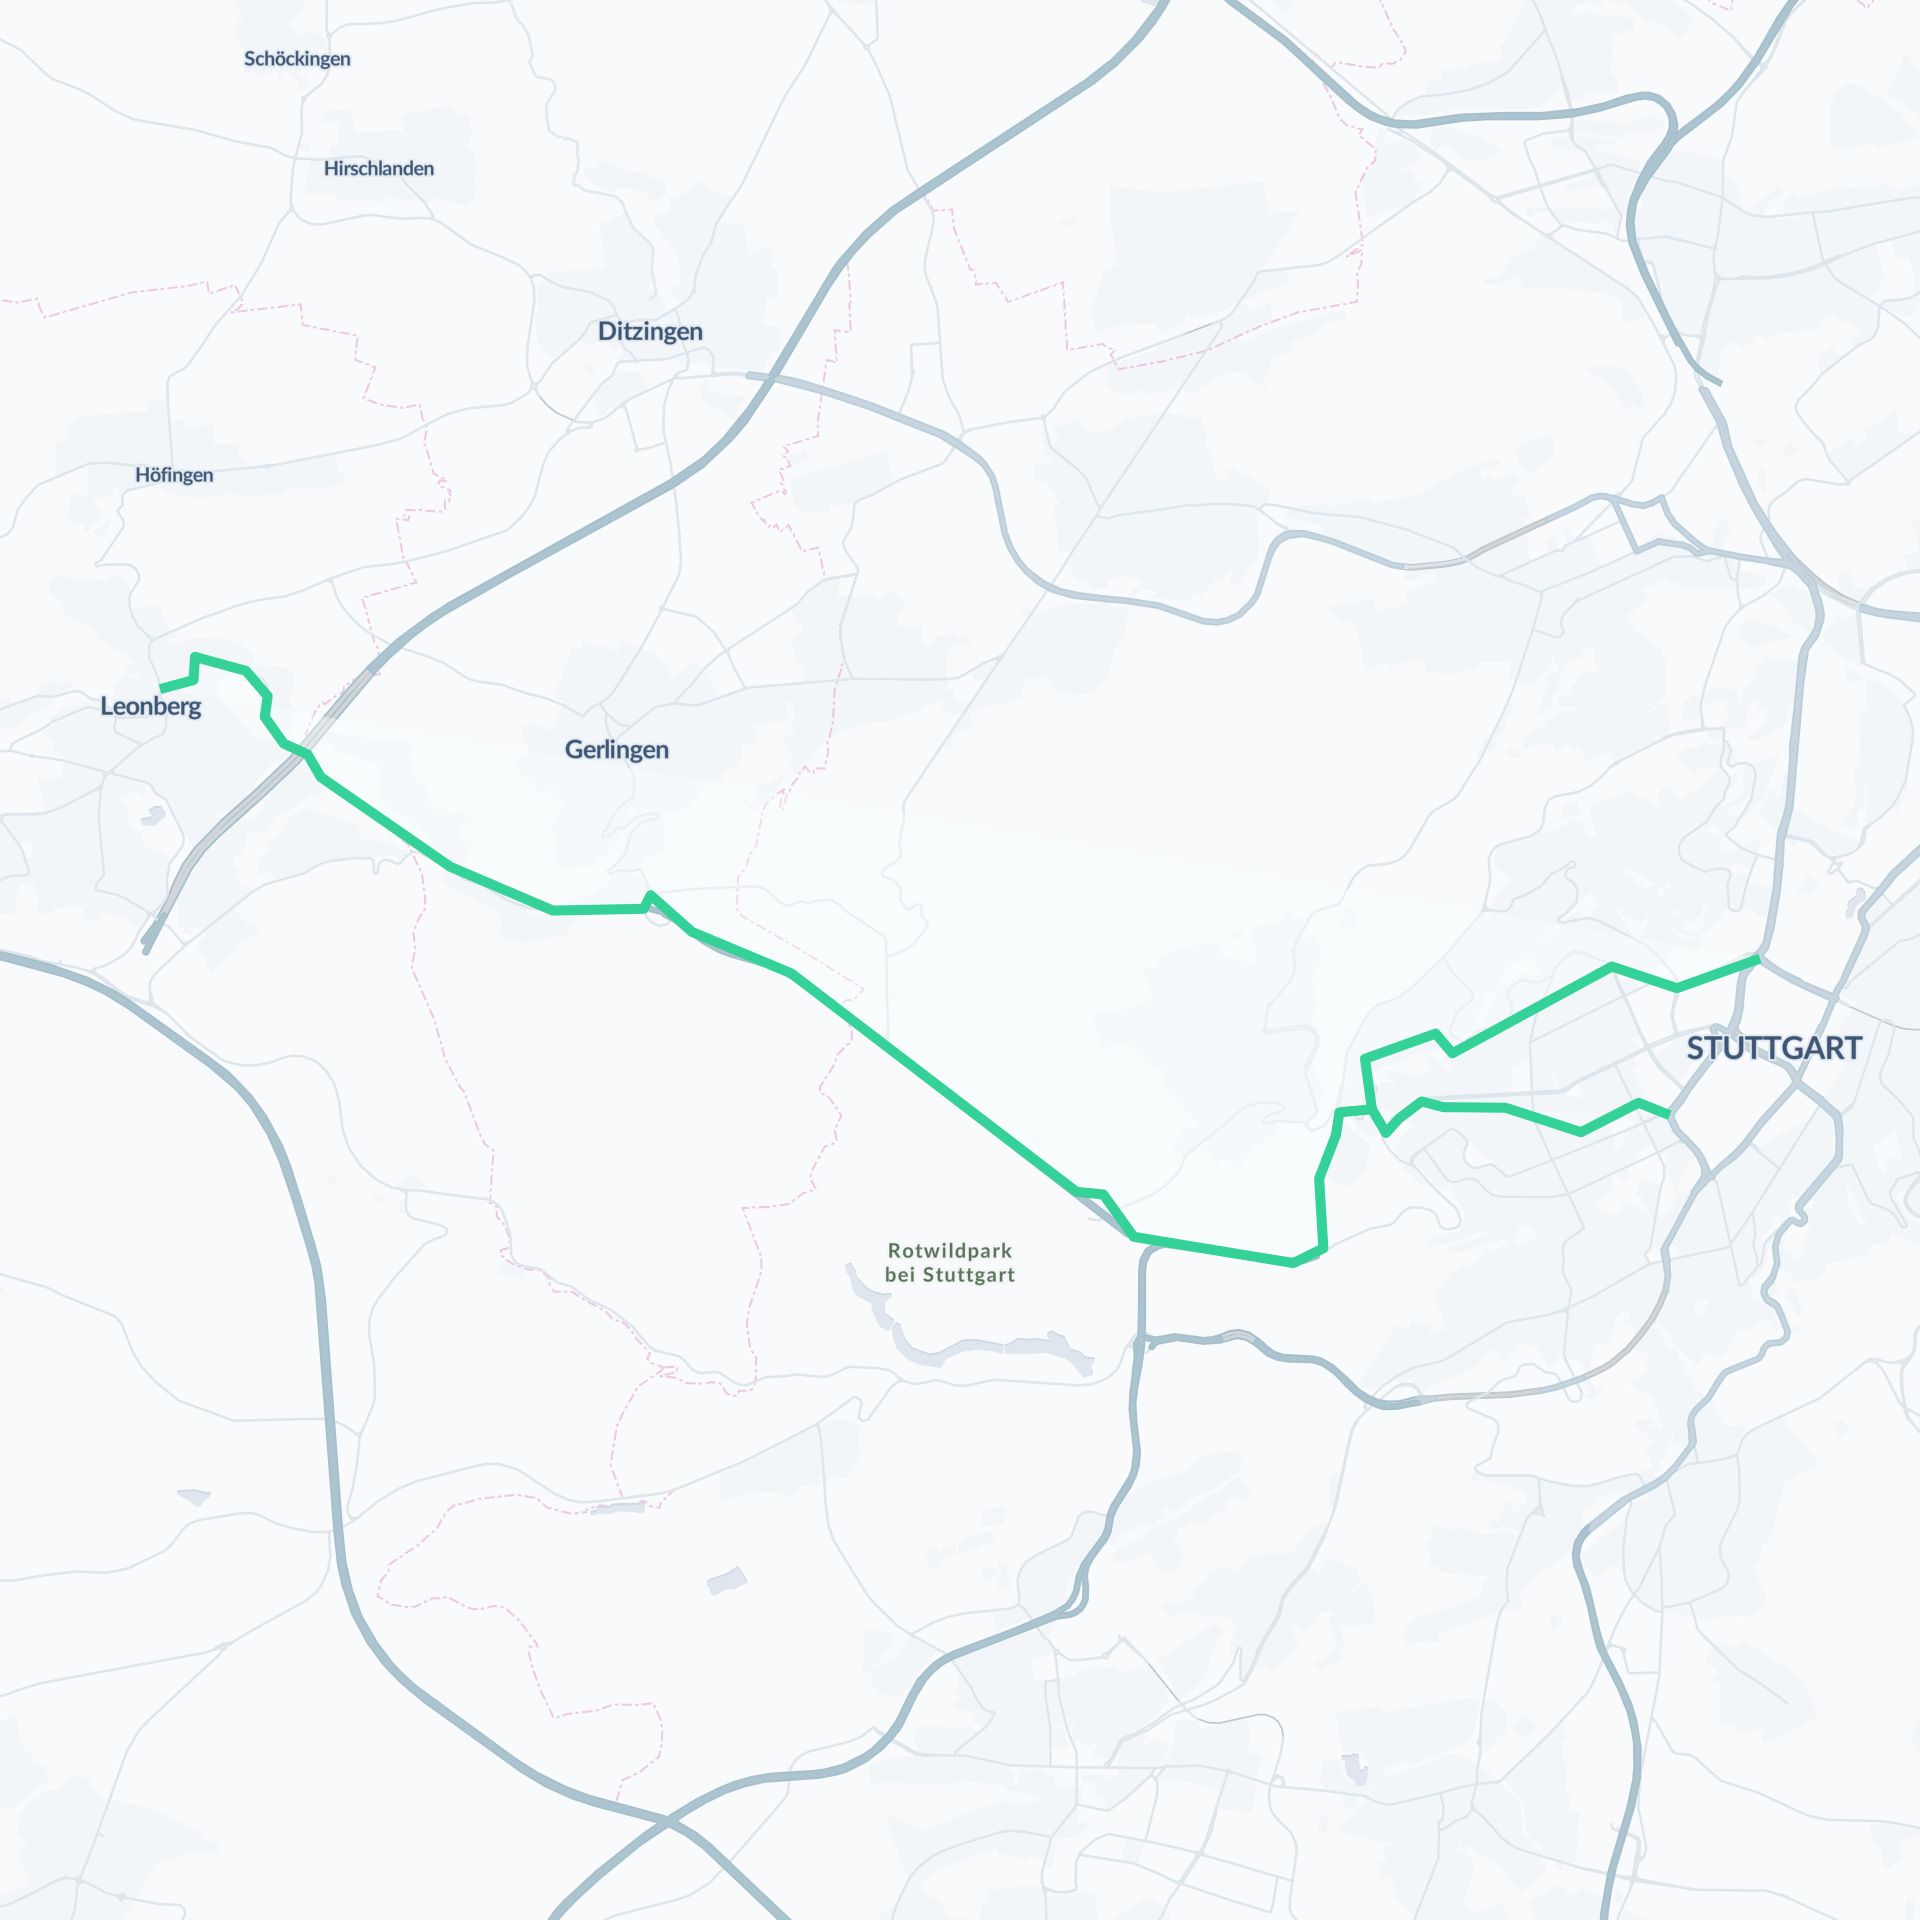 Schöckingen
Hirschlanden
Ditzingen
Höfingen
Leonberg
Gerlingen
STUTTGART
Rotwildpark
bei Stuttgart